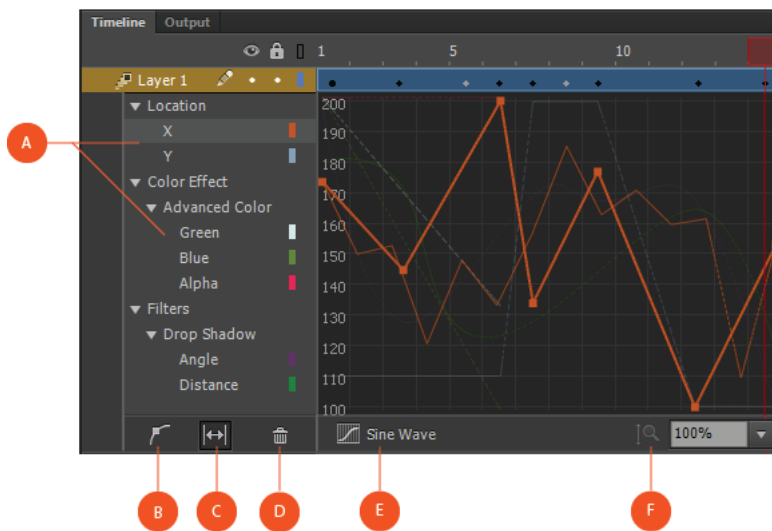 Timeline Output
1 5 10
Layer 1
Location
X
Y
Color Effect
Advanced Color
Green
Blue
Alpha
Filters
Drop Shadow
Angle
Distance
200
190
180
170
160
150
140
130
120
110
100
Sine Wave
100%
A
B
C
D
E
F